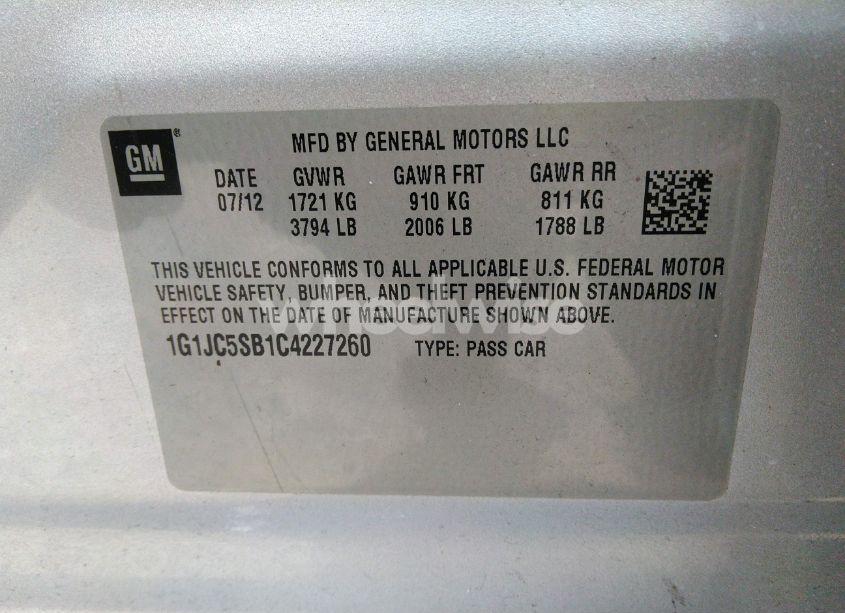 GM ®
MFD BY GENERAL MOTORS LLC
DATE GVWR GAWR FRT GAWR RR
07/12 1721 KG 910 KG 811 KG
3794 LB 2006 LB 1788 LB
THIS VEHICLE CONFORMS TO ALL APPLICABLE U.S. FEDERAL MOTOR
VEHICLE SAFETY, BUMPER, AND THEFT PREVENTION STANDARDS IN
EFFECT ON THE DATE OF MANUFACTURE SHOWN ABOVE.
wheelwise
1G1JC5SB1C4227260 TYPE: PASS CAR